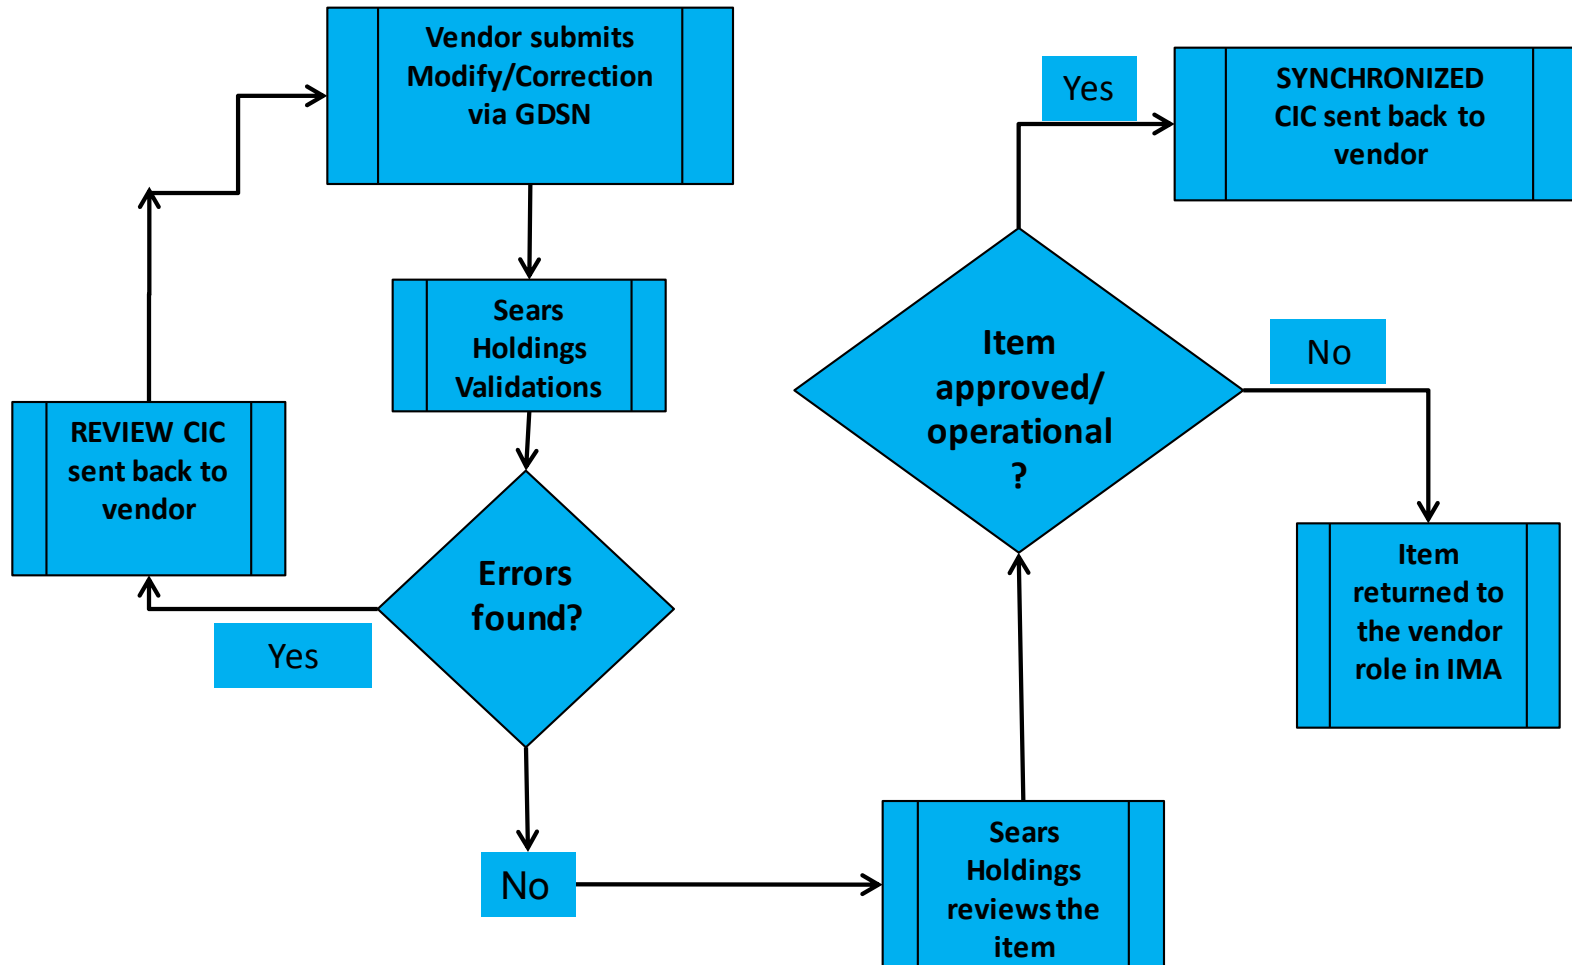 Vendor submits
Modify/Correction
via GDSN
Sears
Holdings
Validations
Errors
found?
Yes
REVIEW CIC
sent back to
vendor
No
Sears
Holdings
reviews the
item
Item
approved/
operational
?
Yes
SYNCHRONIZED
CIC sent back to
vendor
No
Item
returned to
the vendor
role in IMA